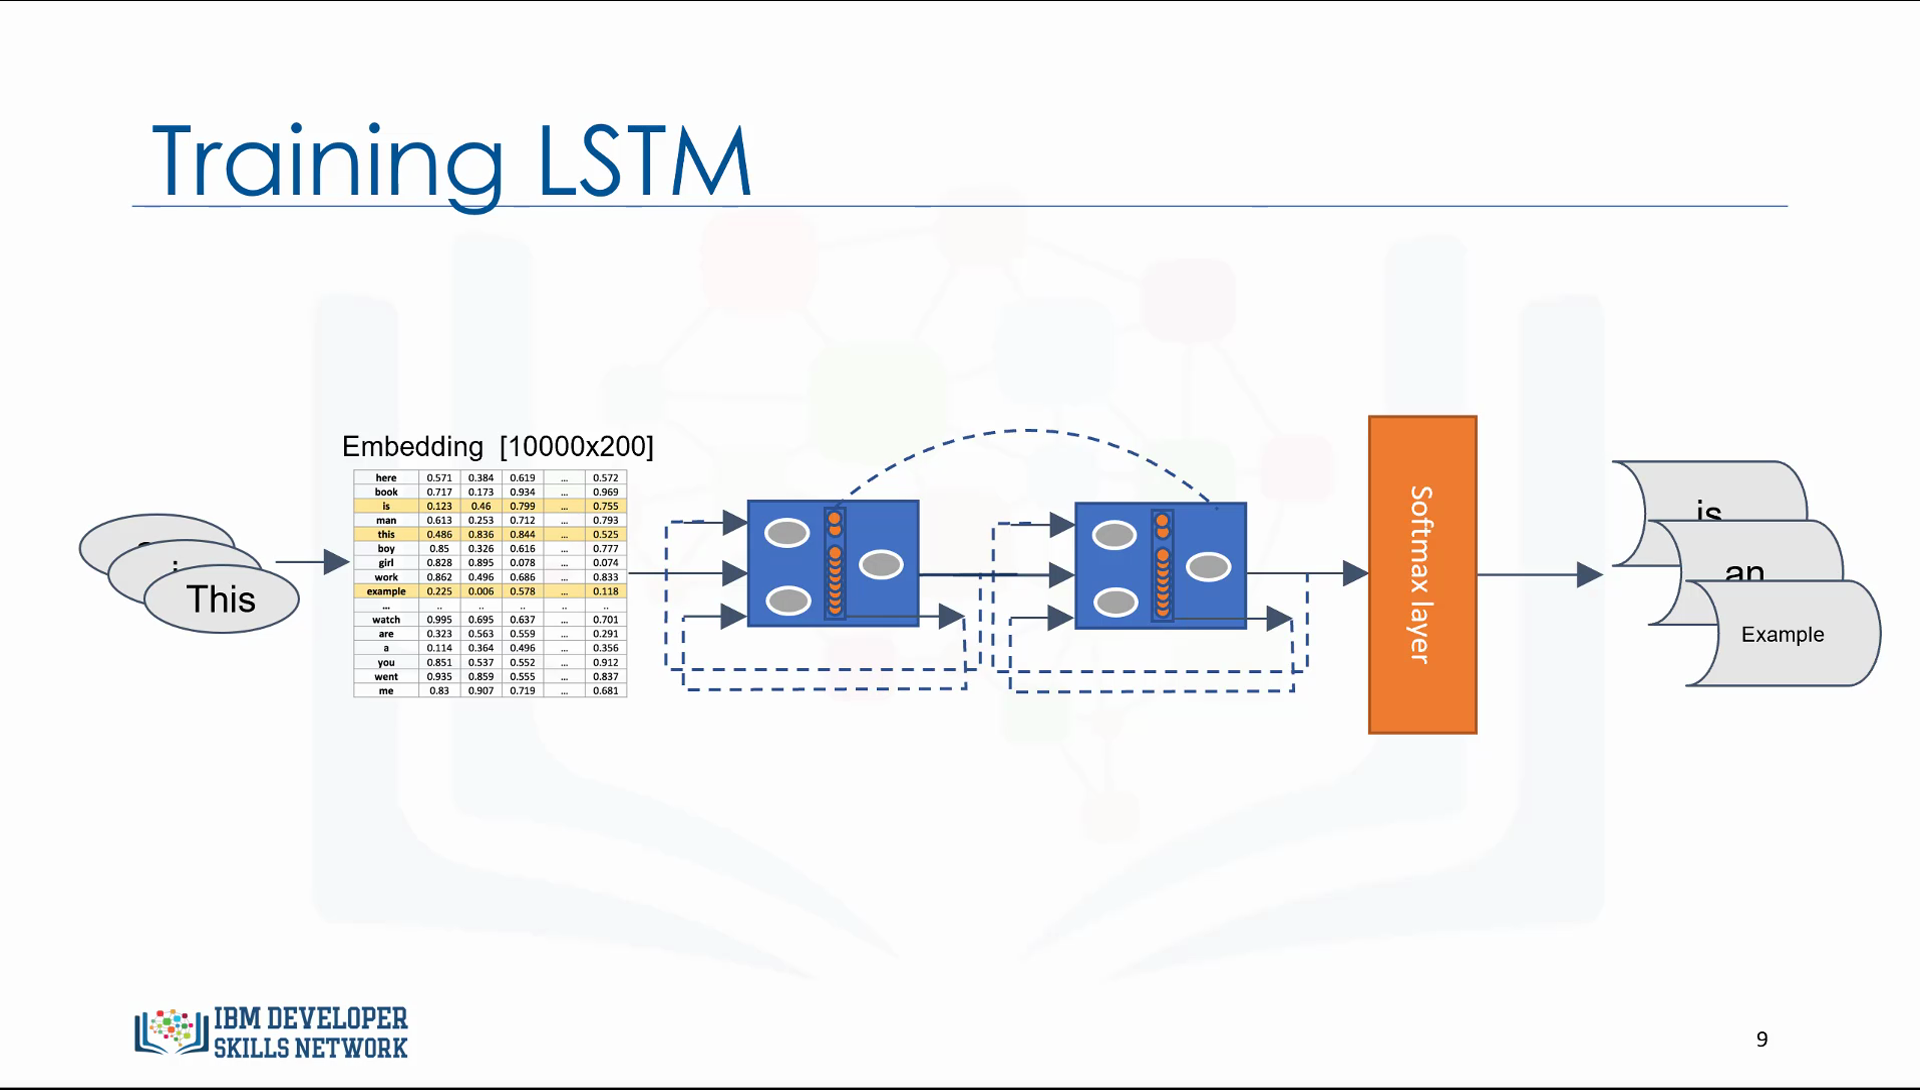 Training LSTM
Embedding [10000x200]
here 0.571 0.384 0.619 ... 0.572
book 0.717 0.173 0.934 ... 0.969
is 0.123 0.46 0.799 ... 0.755
man 0.613 0.253 0.712 ... 0.793
this 0.486 0.836 0.844 ... 0.525
boy 0.85 0.326 0.616 ... 0.777
girl 0.828 0.895 0.078 ... 0.074
work 0.862 0.496 0.686 ... 0.833
example 0.225 0.006 0.578 ... 0.118
... .. .. .. .. ..
watch 0.995 0.695 0.637 ... 0.701
are 0.323 0.563 0.559 ... 0.291
a 0.114 0.364 0.496 ... 0.356
you 0.851 0.537 0.552 ... 0.912
went 0.935 0.859 0.555 ... 0.837
me 0.83 0.907 0.719 ... 0.681
This
Softmax layer
is
an
Example
IBM DEVELOPER
SKILLS NETWORK
9